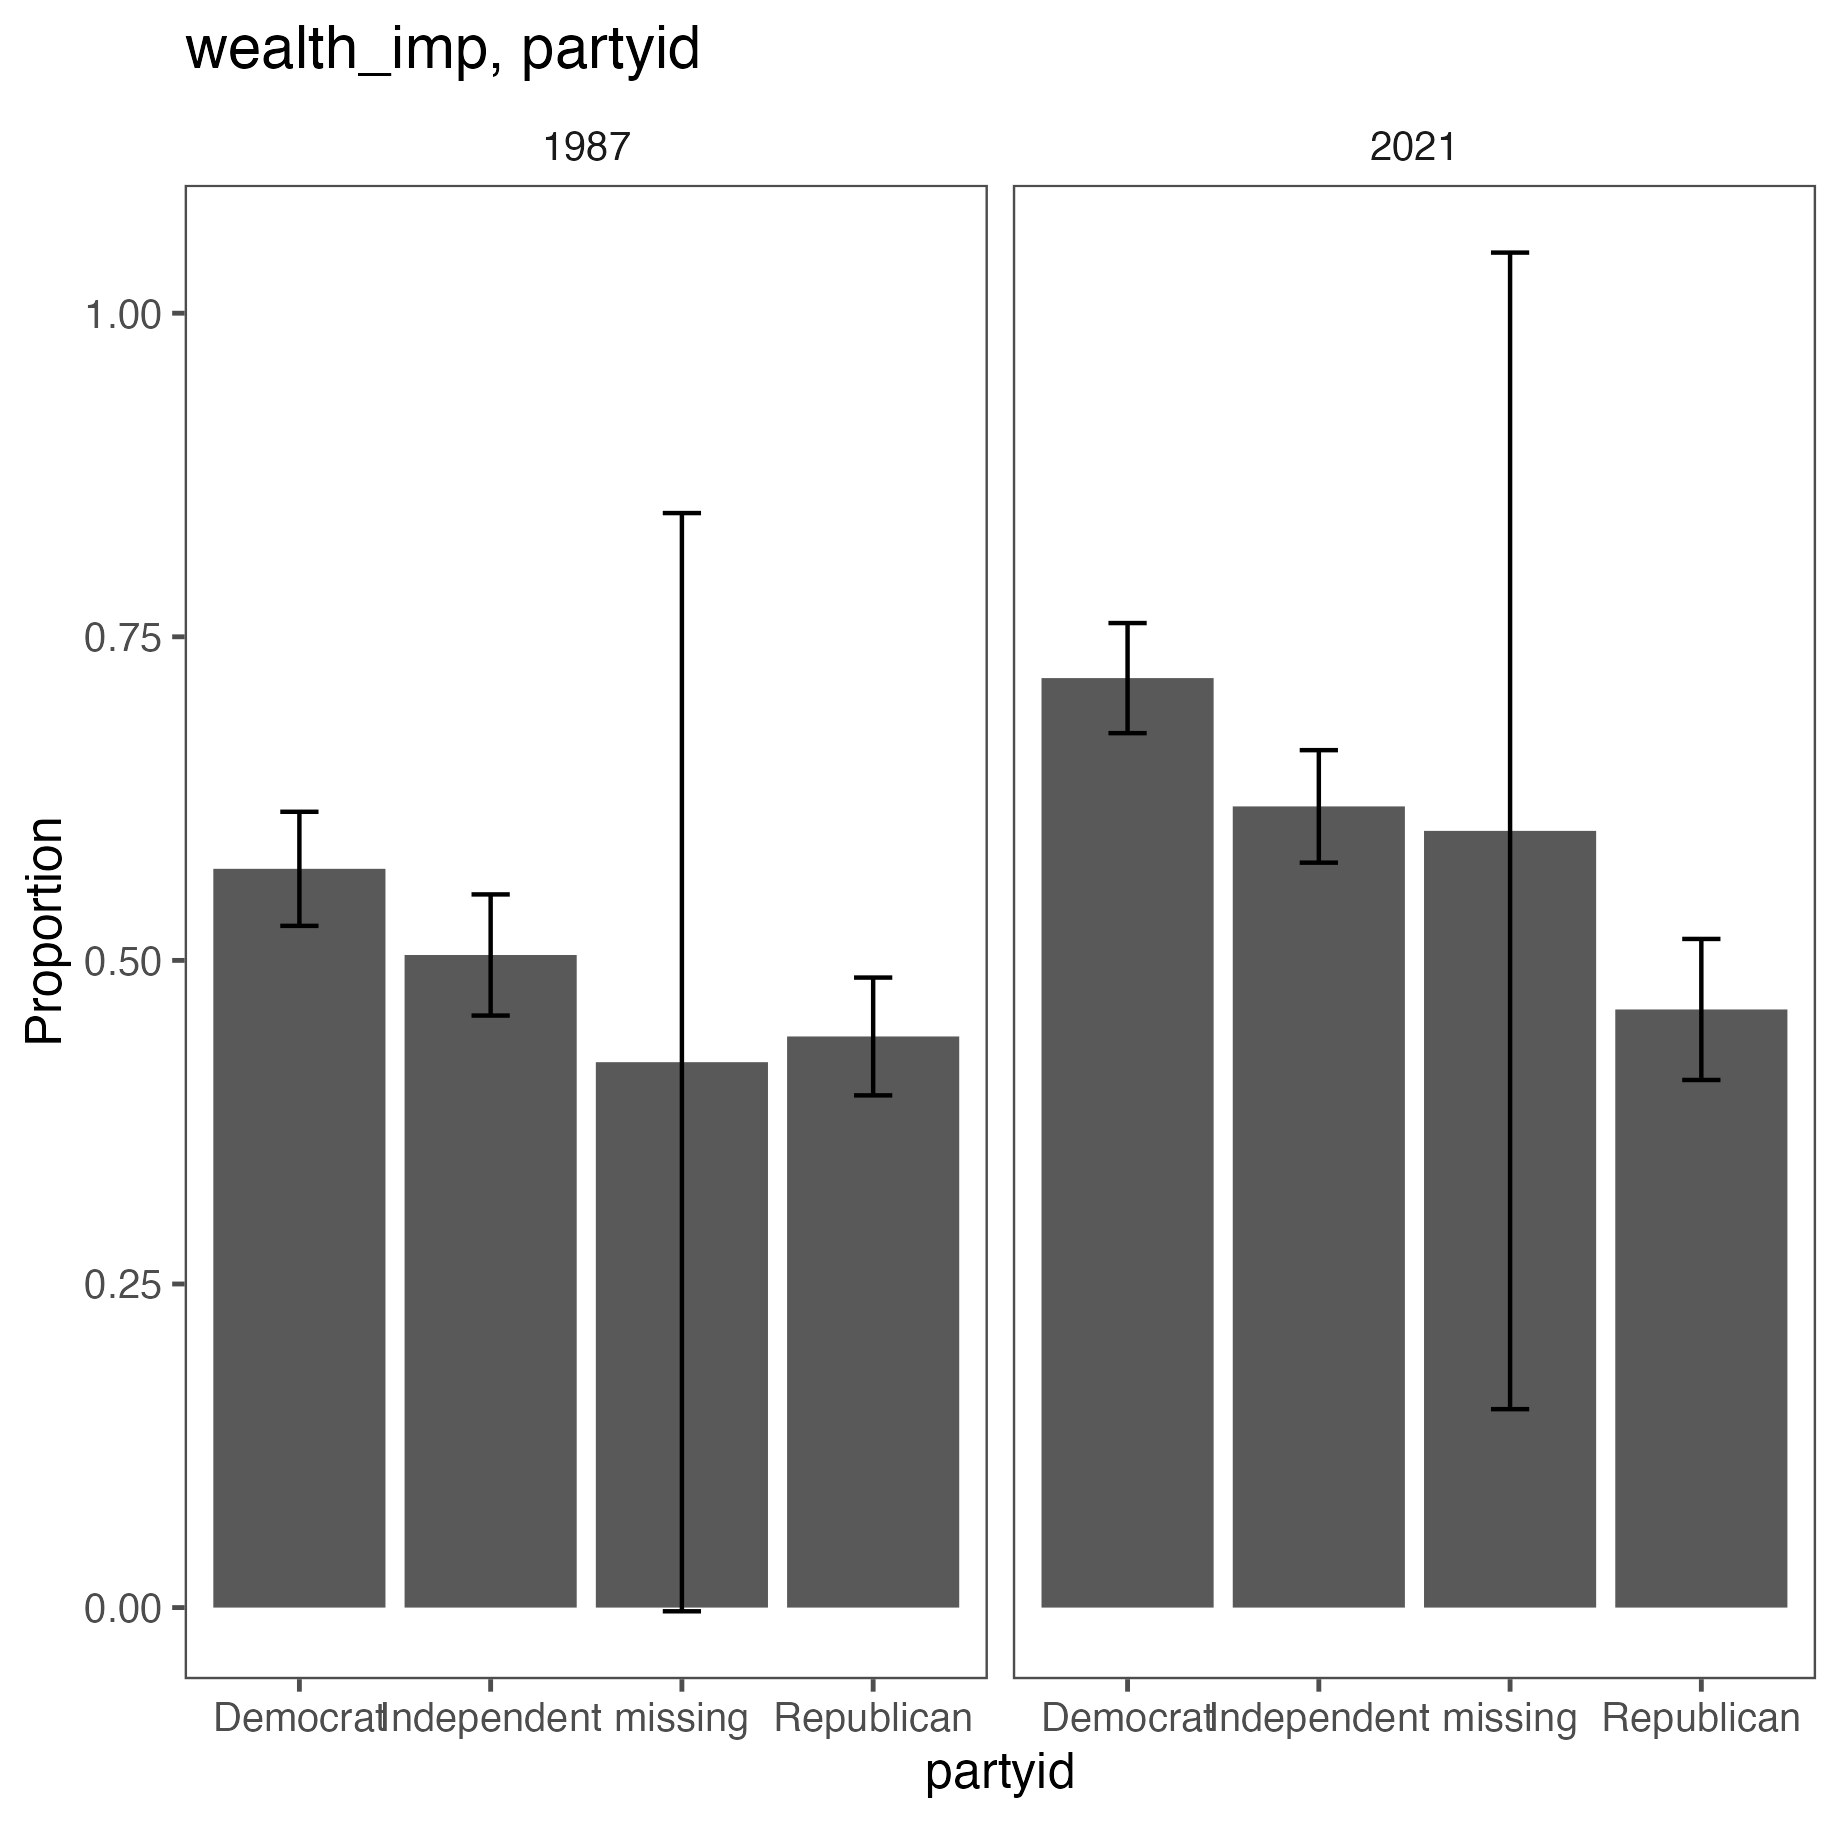 wealth_imp, partyid
1987 2021
1.00
0.75
0.50
0.25
0.00
Proportion
Democrat Independent missing Republican Democrat Independent missing Republican
partyid